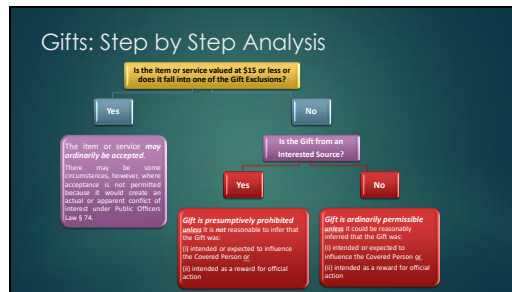 Gifts: Step by Step Analysis
Is the item or service valued at $15 or less or
does it fall into one of the Gift Exclusions?
Yes
No
The item or service may
ordinarily be accepted.
There may be some
circumstances, however, where
acceptance is not permitted
because it would create an
actual or apparent conflict of
interest under Public Officers
Law § 74.
Is the Gift from an
Interested Source?
Yes
No
Gift is presumptively prohibited
unless it is not reasonable to infer that
the Gift was:
(i) intended or expected to influence
the Covered Person or
(ii) intended as a reward for official
action
Gift is ordinarily permissible
unless it could be reasonably
inferred that the Gift was:
(i) intended or expected to
influence the Covered Person or
(ii) intended as a reward for official
action